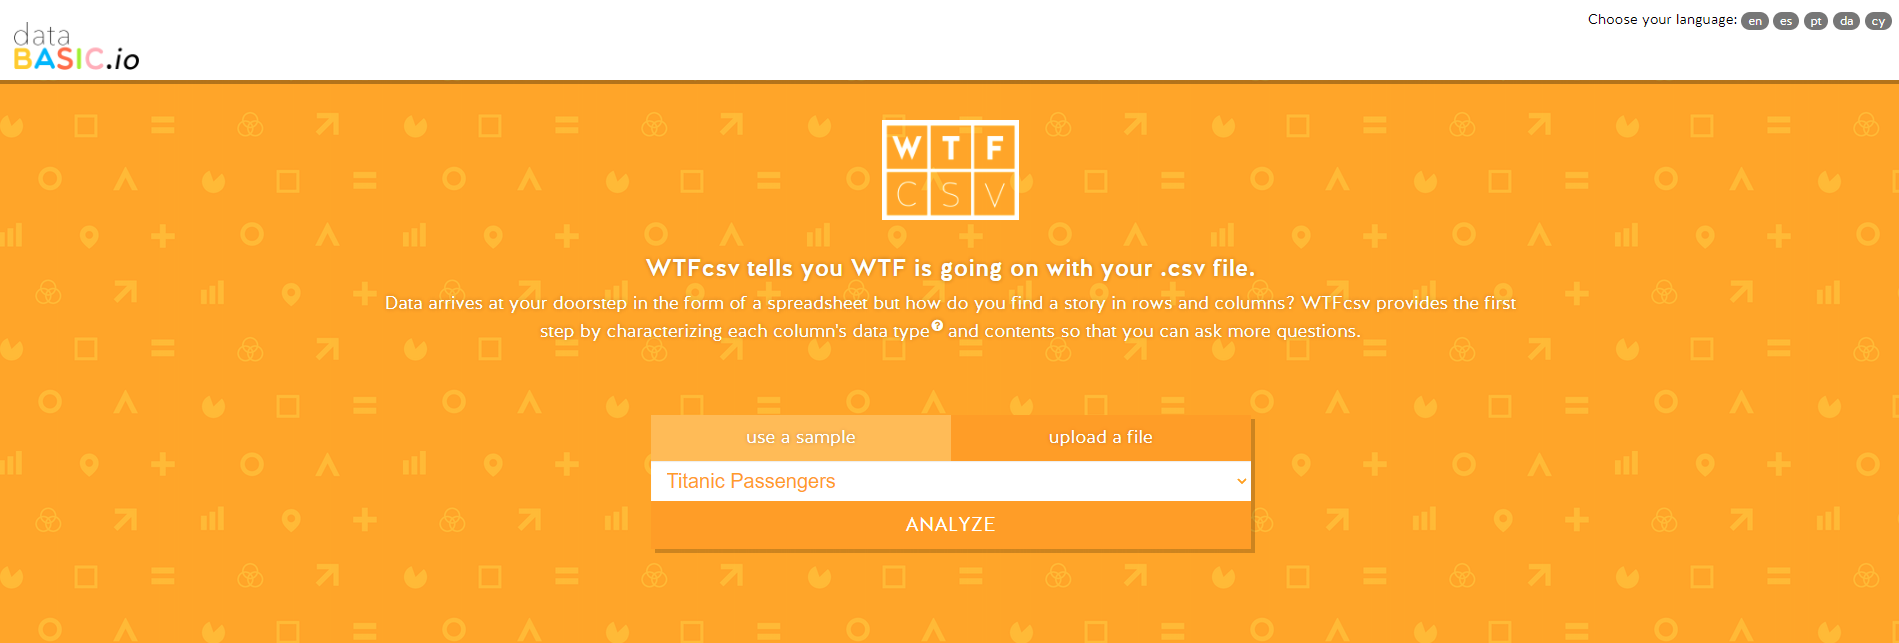 data
BASIC.io
Choose your language: en es pt da cy
W T F
C S V
WTFcsv tells you WTF is going on with your .csv file.
Data arrives at your doorstep in the form of a spreadsheet but how do you find a story in rows and columns? WTFcsv provides the first
step by characterizing each column's data type ? and contents so that you can ask more questions.
use a sample
upload a file
Titanic Passengers
ANALYZE